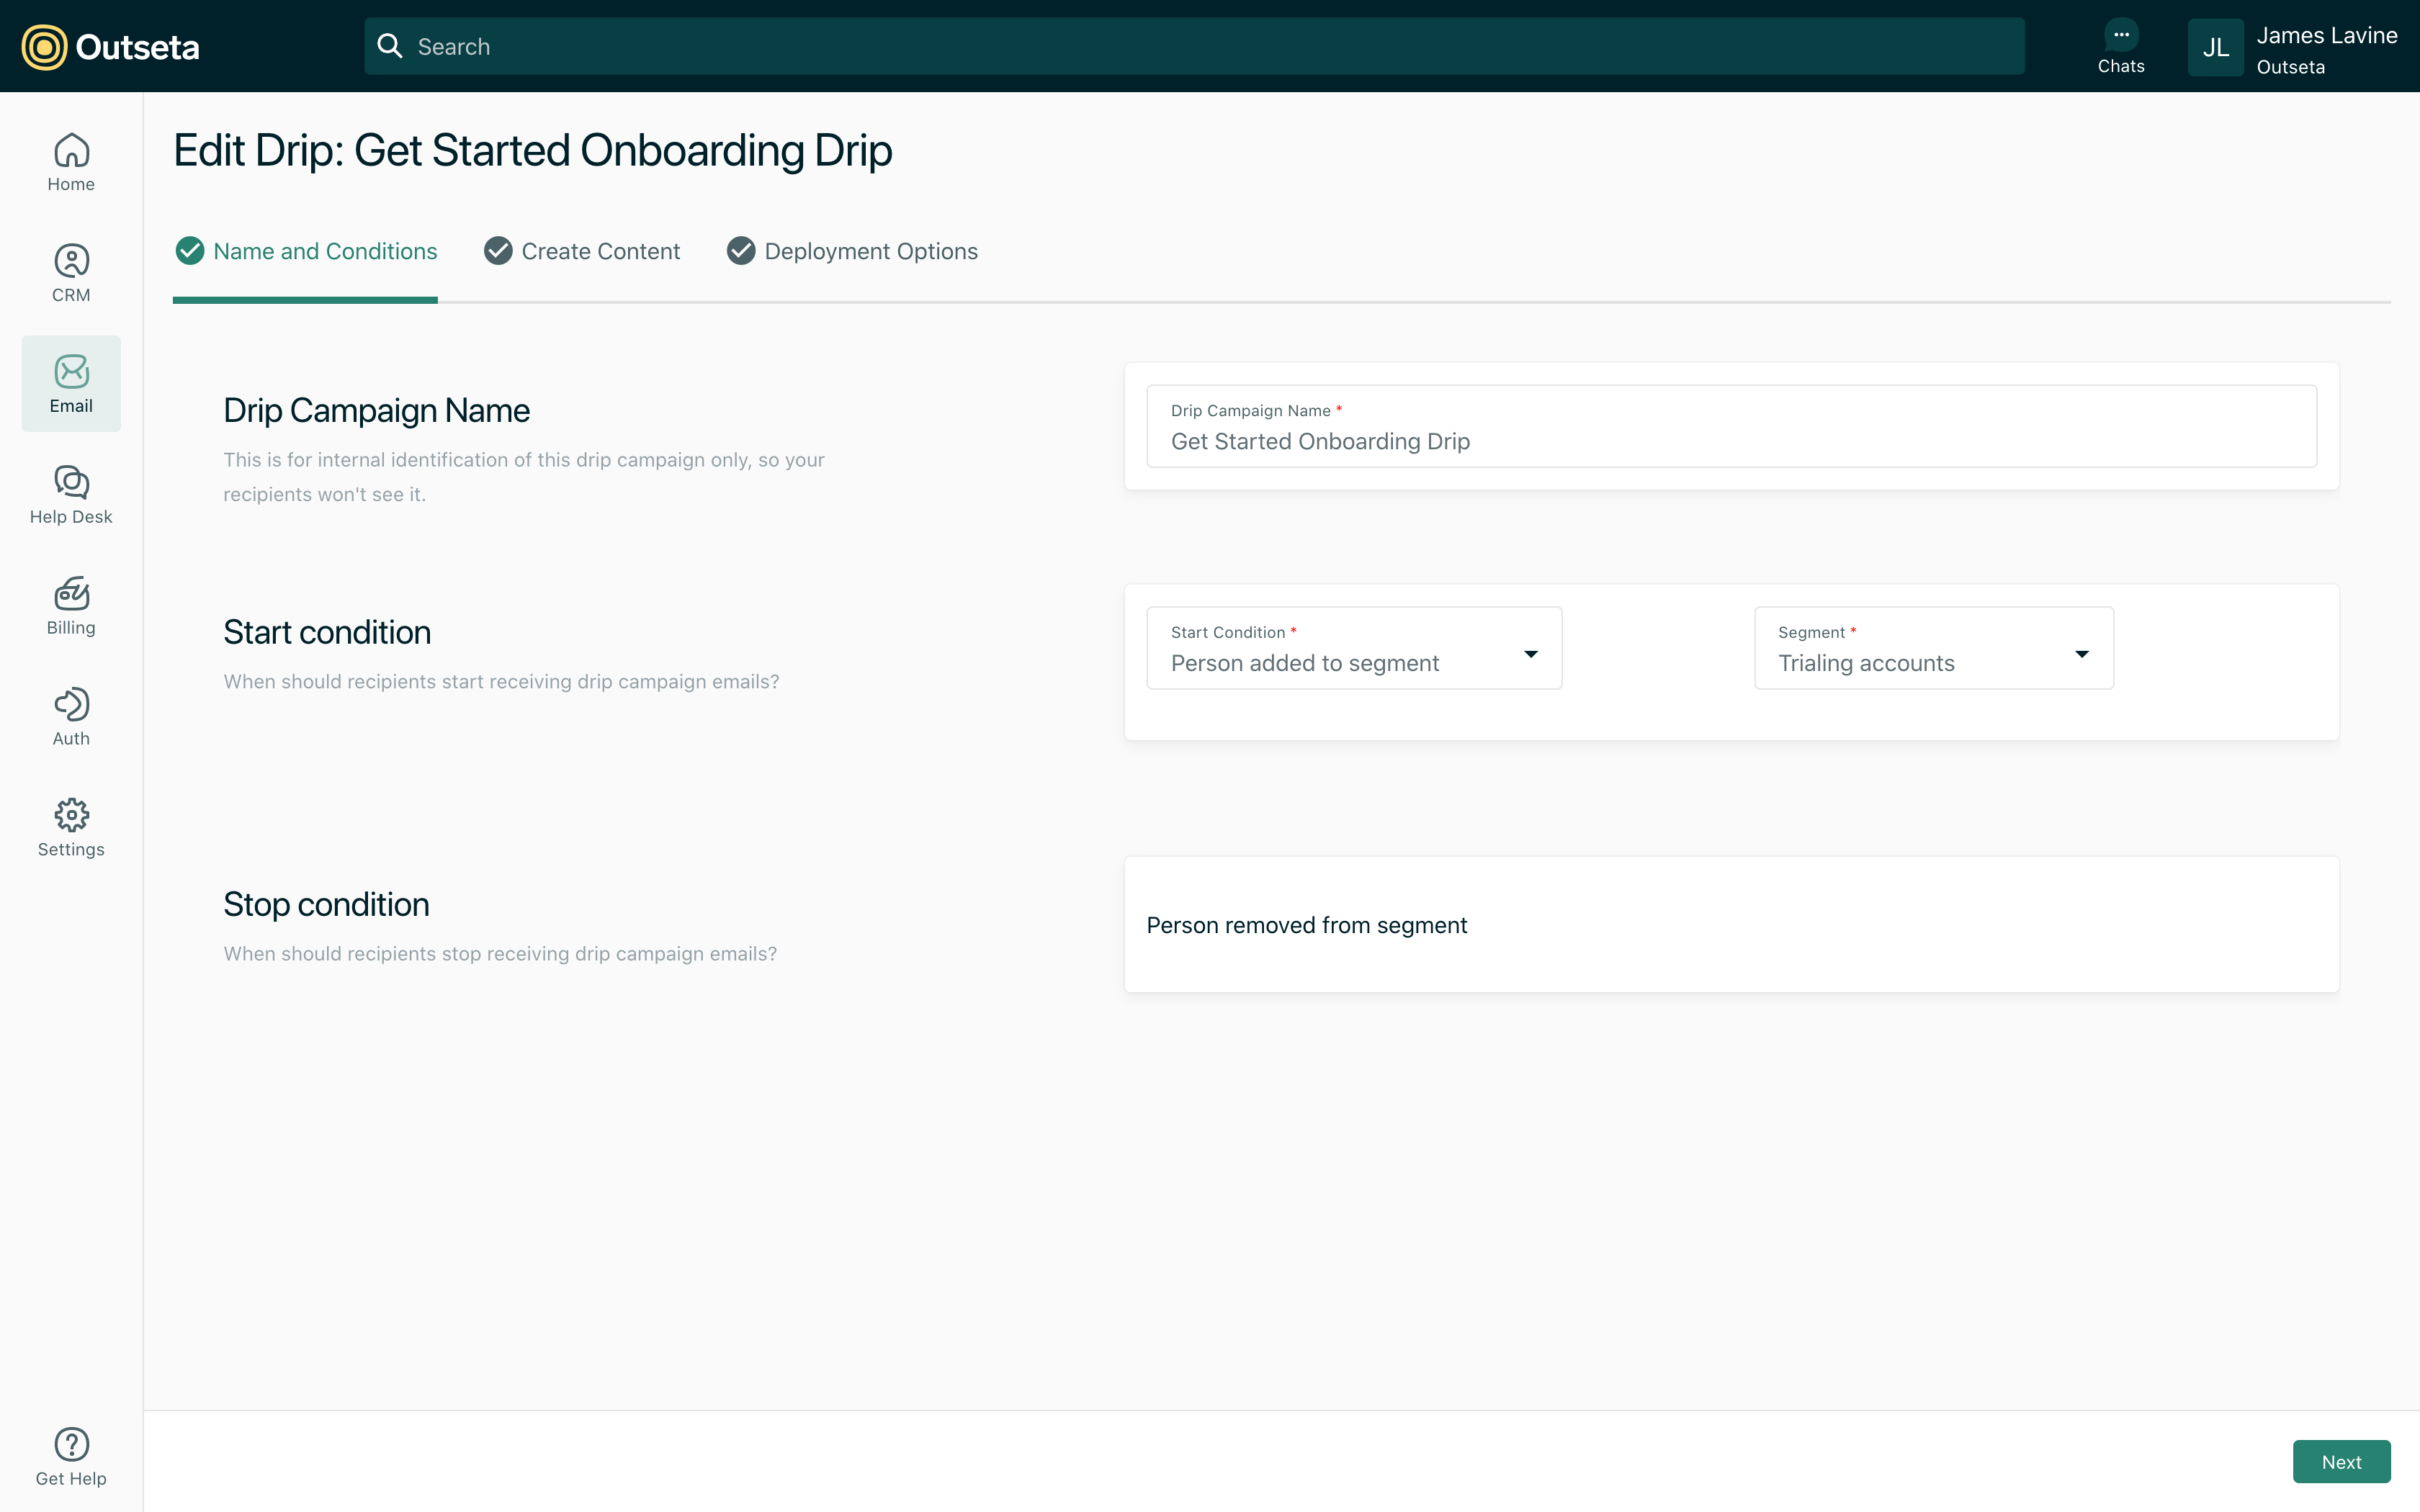 Outseta
Search
Chats
JL
James Lavine
Outseta
Home
CRM
Email
Help Desk
Billing
Auth
Settings
Get Help
Edit Drip: Get Started Onboarding Drip
Name and Conditions
Create Content
Deployment Options
Drip Campaign Name
This is for internal identification of this drip campaign only, so your
recipients won't see it.
Drip Campaign Name *
Get Started Onboarding Drip
Start condition
When should recipients start receiving drip campaign emails?
Start Condition *
Person added to segment
Segment *
Trialing accounts
Stop condition
When should recipients stop receiving drip campaign emails?
Person removed from segment
Next